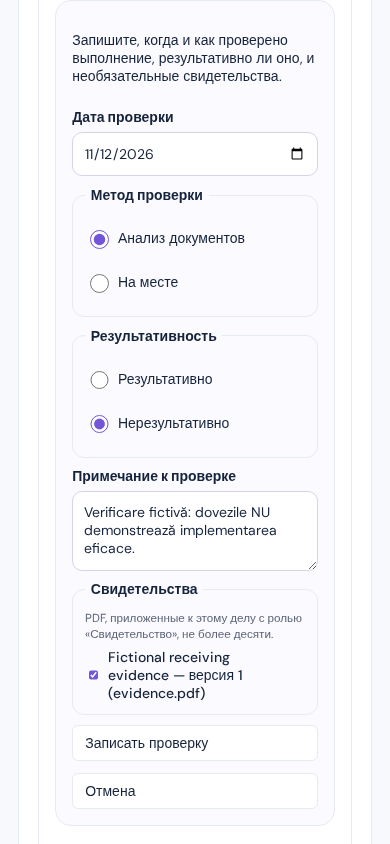 Запишите, когда и как проверено
выполнение, результативно ли оно, и
необязательные свидетельства.
Дата проверки
11/12/2026
Метод проверки
Анализ документов
На месте
Результативность
Результативно
Нерезультативно
Примечание к проверке
Verificare fictivă: dovezile NU
demonstrează implementarea
eficace.
Свидетельства
PDF, приложенные к этому делу с ролью
«Свидетельство», не более десяти.
Fictional receiving
evidence — версия 1
(evidence.pdf)
Записать проверку
Отмена